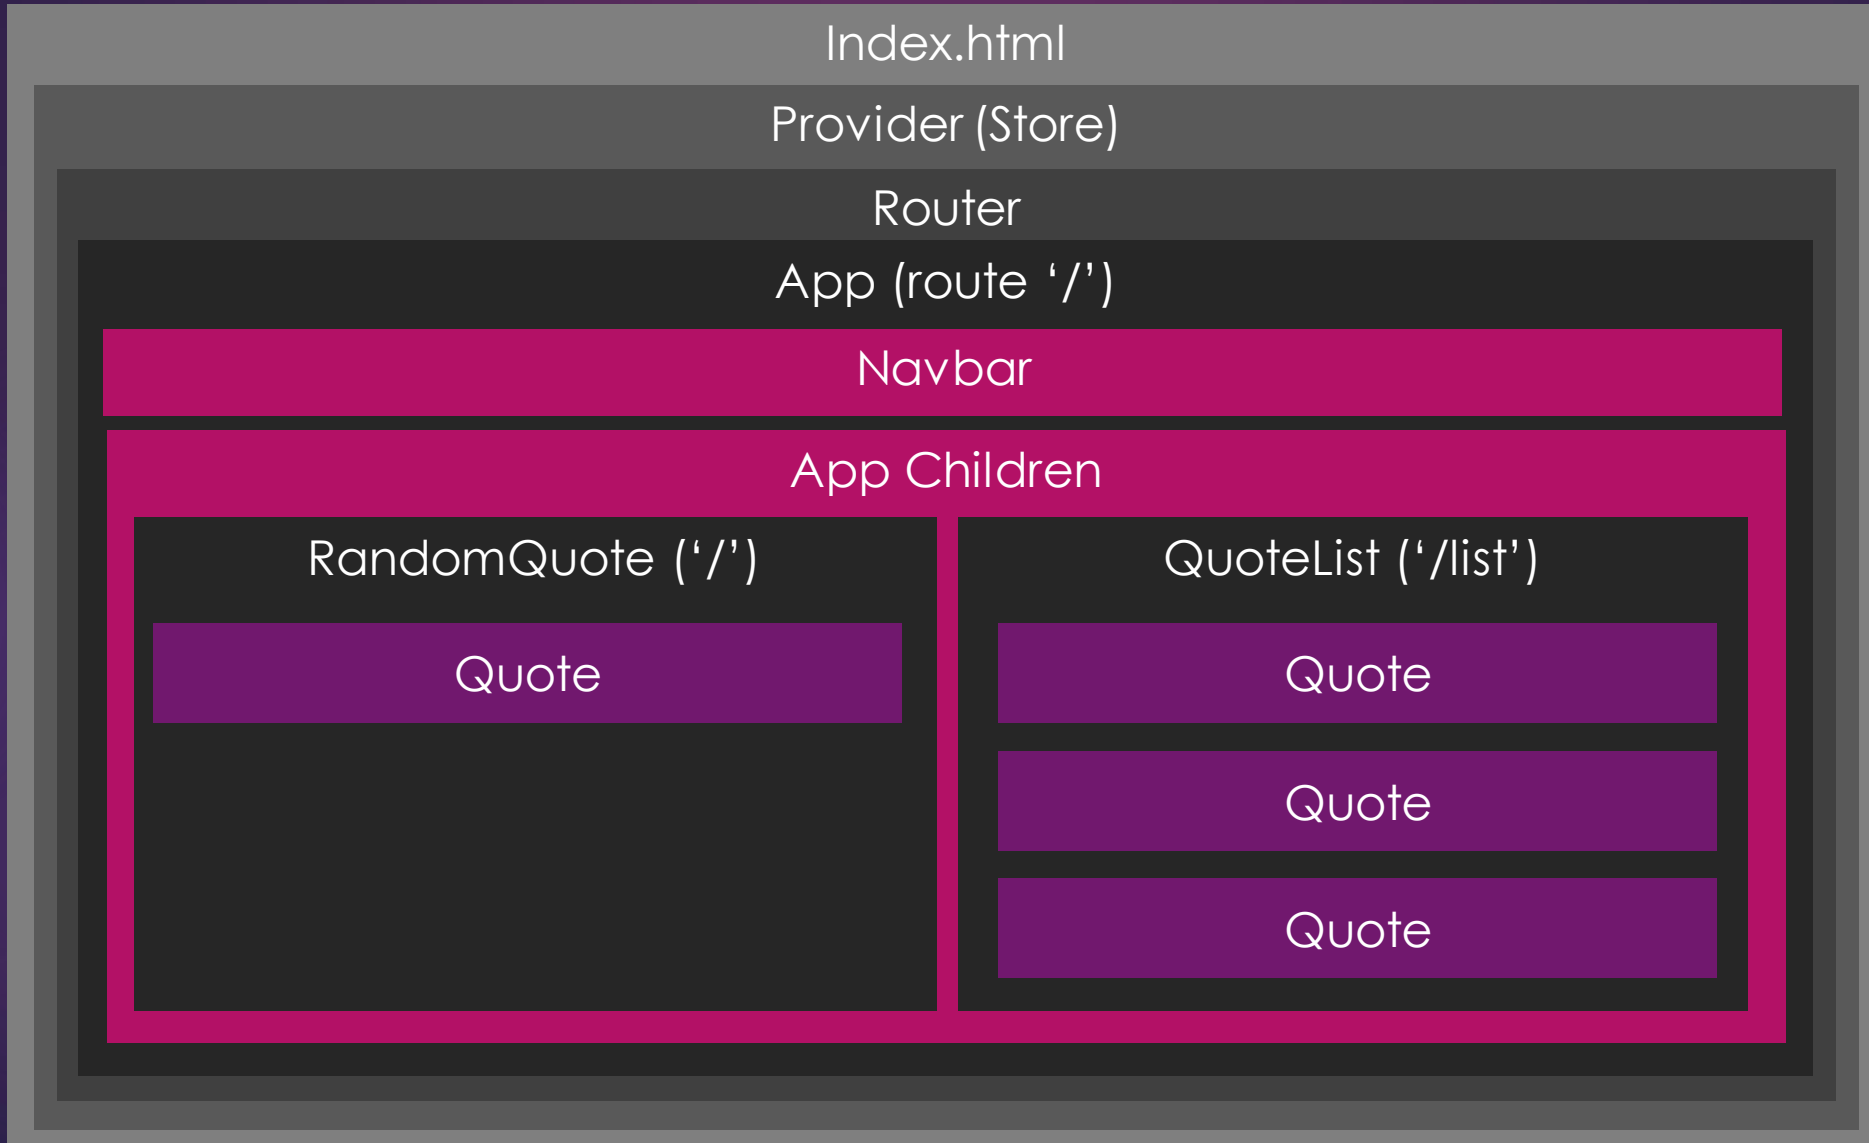 Index.html
Provider (Store)
Router
App (route ‘/’)
Navbar
App Children
RandomQuote (‘/’)
QuoteList (‘/list’)
Quote
Quote
Quote
Quote